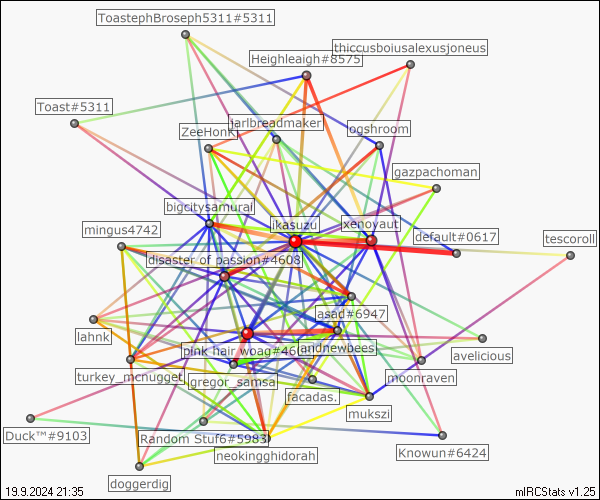 ToastephBroseph5311#5311
thiccusboiusalexusjoneus
Heighleaigh#8575
Toast#5311
jarlbreadmaker
ZeeHonK
ogshroom
gazpachoman
bigcitysamurai
ikasuzu
xenoyaut
mingus4742
default#0617
tescoroll
disaster of passion#4608
asad#6947
lahnk
pink hair woag#46
andrewbees
avelicious
turkey_mcnugget
gregor_samsa
moonraven
facadas.
mukszi
Duck™#9103
Random Stuf6#5983
neokingghidorah
Knowun#6424
doggerdig
19.9.2024 21:35
mIRCStats v1.25